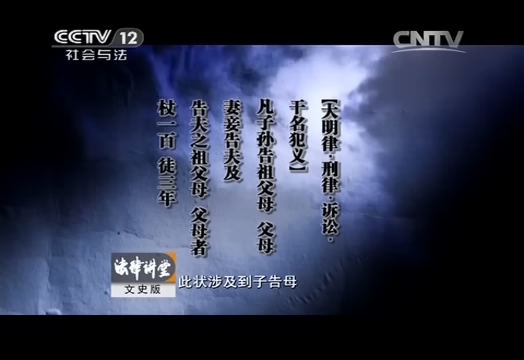 CCTV 12
社会与法
CNTV
【大明律·刑律·诉讼·
干名犯义】
凡子孙告祖父母 父母
妻妾告夫及
告夫之祖父母 父母者
杖一百 徒三年
法律讲堂
文史版
此状涉及到子告母